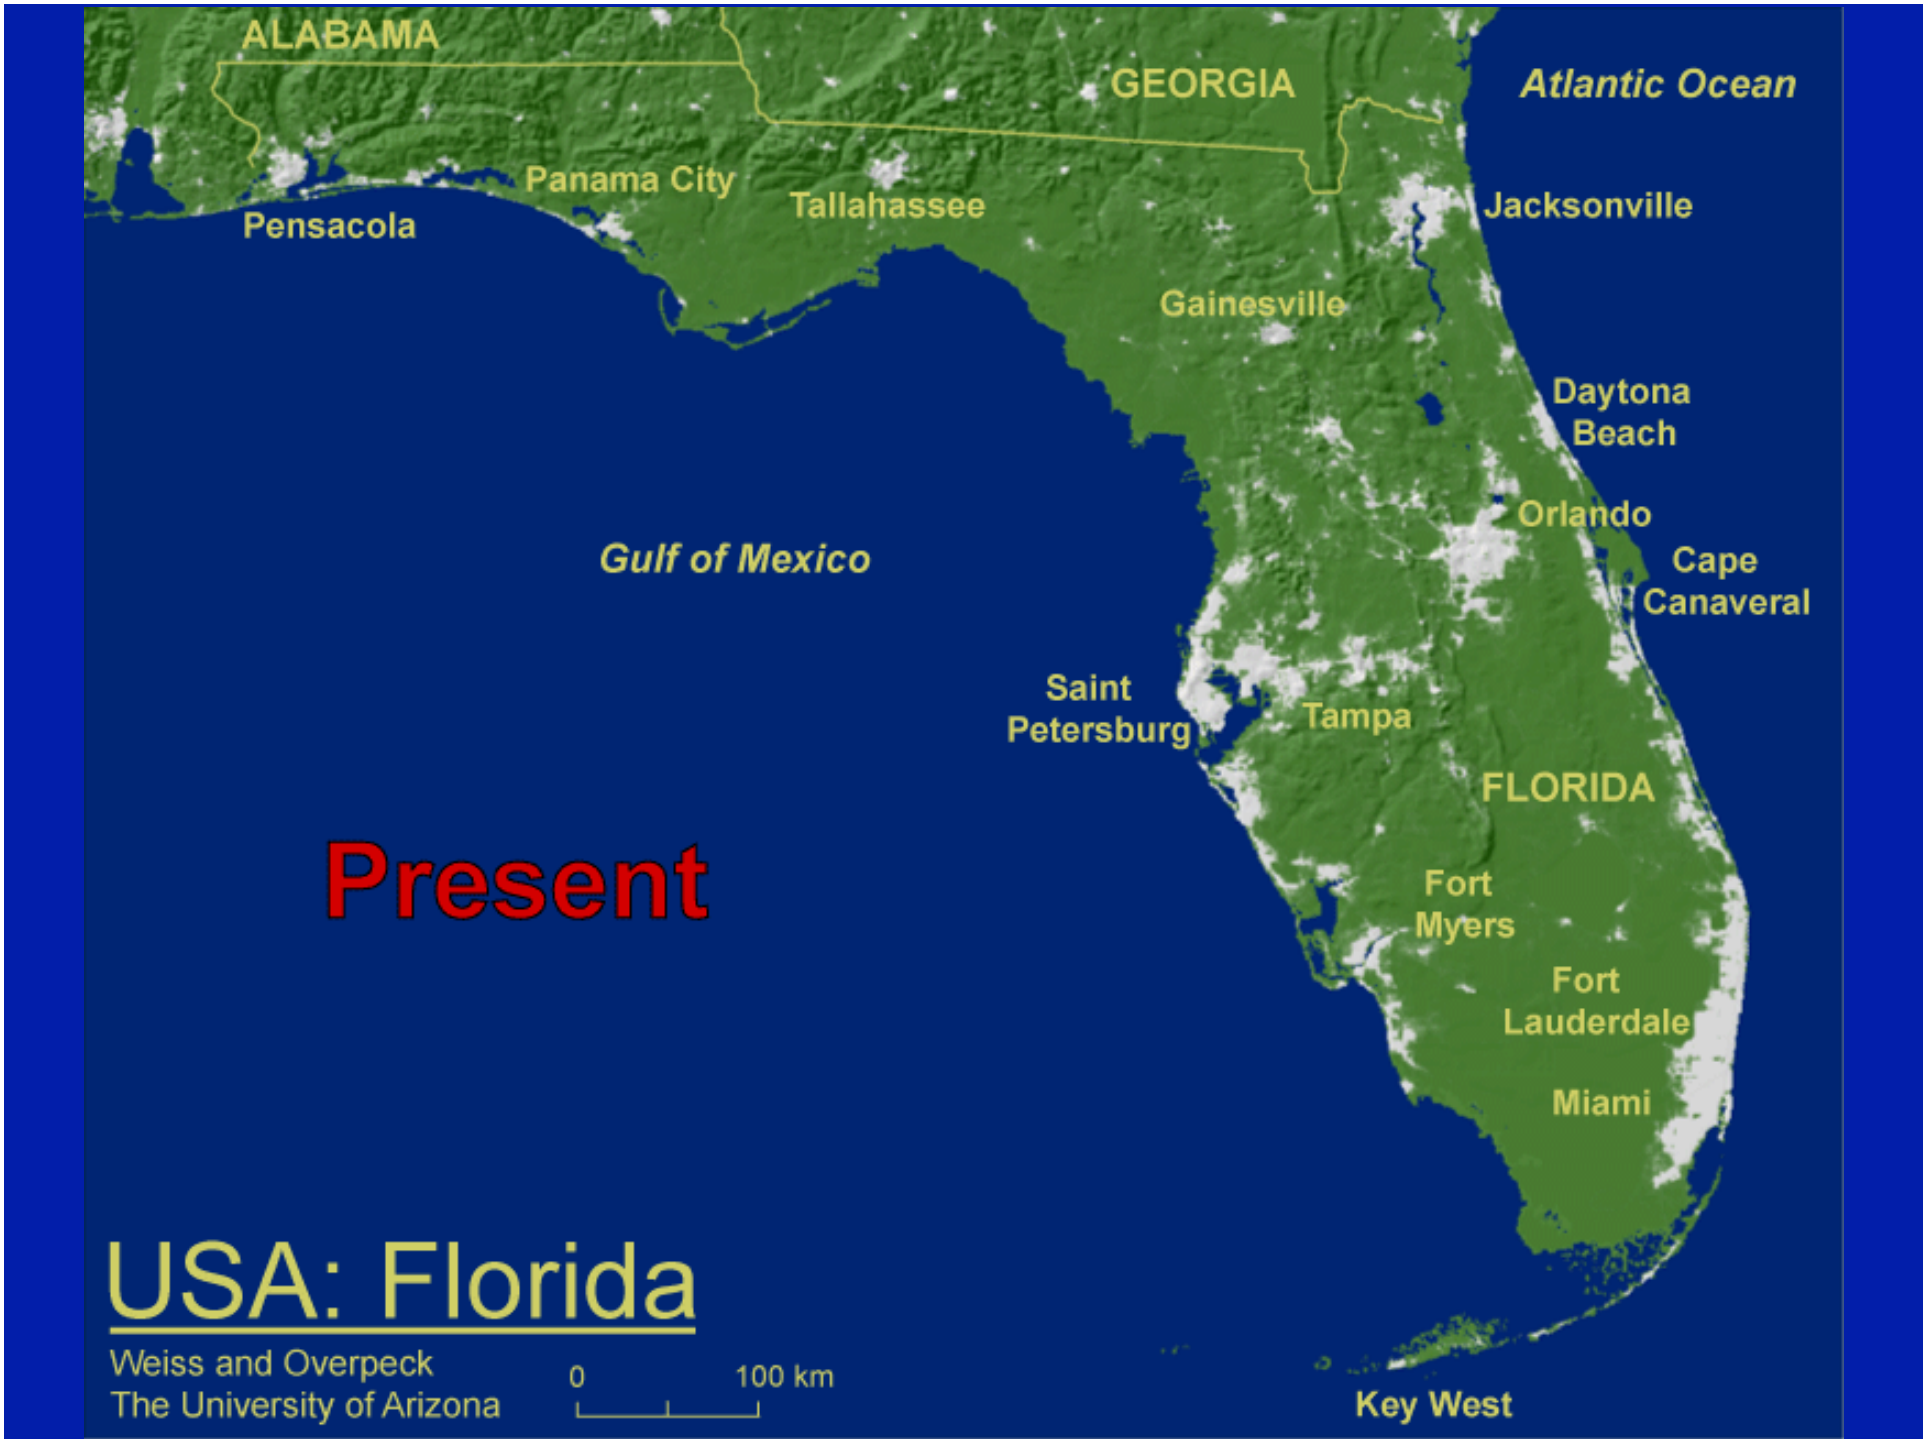 ALABAMA
GEORGIA
Atlantic Ocean
Panama City
Tallahassee
Jacksonville
Pensacola
Gainesville
Daytona
Beach
Orlando
Gulf of Mexico
Cape
Canaveral
Saint
Petersburg
Tampa
FLORIDA
Present
Fort
Myers
Fort
Lauderdale
Miami
USA: Florida
Weiss and Overpeck
The University of Arizona
0 100 km
Key West